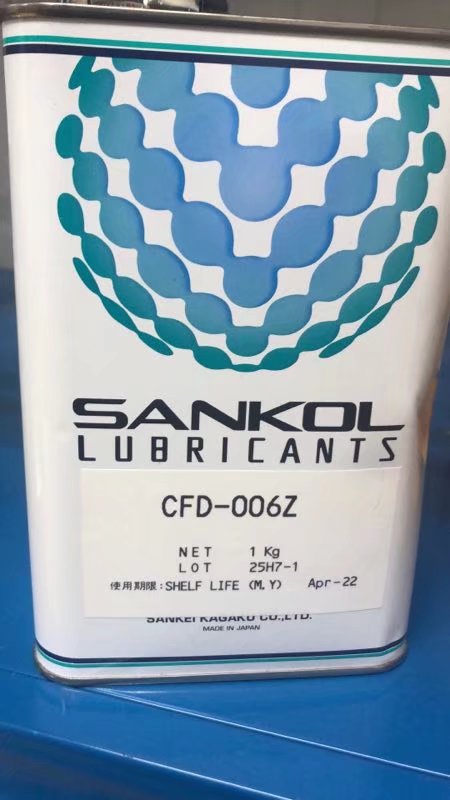 SANKOL
LUBRICANTS
CFD-006Z
NET 1 Kg
LOT 25H7-1
使用期限:SHELF LIFE (M.Y) Apr-22
SANKEI KAGAKU CO.,LTD.
MADE IN JAPAN